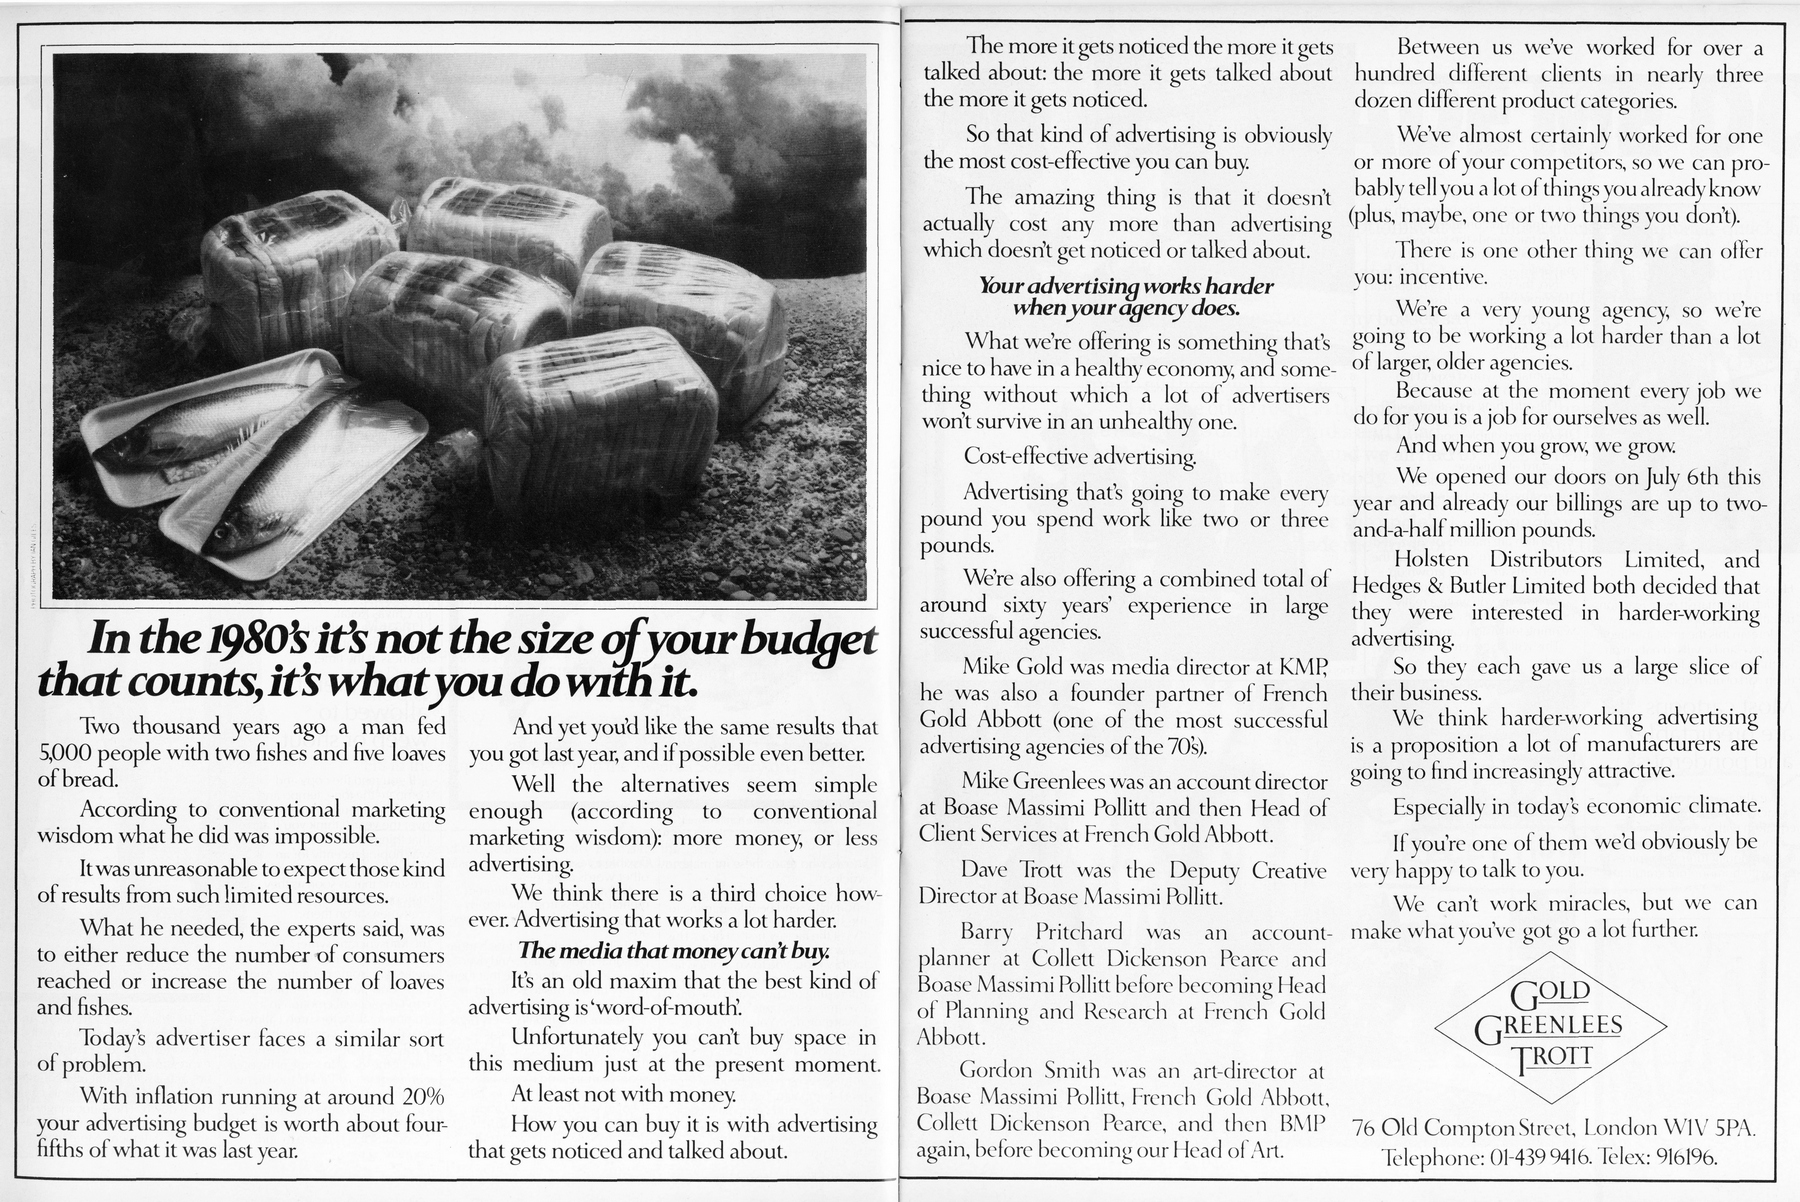 In the 1980's it's not the size of your budget
that counts, it's what you do with it.
Two thousand years ago a man fed
5,000 people with two fishes and five loaves
of bread.
According to conventional marketing
wisdom what he did was impossible.
It was unreasonable to expect those kind
of results from such limited resources.
What he needed, the experts said, was
to either reduce the number of consumers
reached or increase the number of loaves
and fishes.
Today's advertiser faces a similar sort
of problem.
With inflation running at around 20%
your advertising budget is worth about four-
fifths of what it was last year.
And yet you'd like the same results that
you got last year, and if possible even better.
Well the alternatives seem simple
enough (according to conventional
marketing wisdom): more money, or less
advertising.
We think there is a third choice how-
ever. Advertising that works a lot harder.
The media that money can't buy.
It's an old maxim that the best kind of
advertising is 'word-of-mouth'.
Unfortunately you can't buy space in
this medium just at the present moment.
At least not with money.
How you can buy it is with advertising
that gets noticed and talked about.
The more it gets noticed the more it gets
talked about: the more it gets talked about
the more it gets noticed.
So that kind of advertising is obviously
the most cost-effective you can buy.
The amazing thing is that it doesn't
actually cost any more than advertising
which doesn't get noticed or talked about.
Your advertising works harder
when your agency does.
What we're offering is something that's
nice to have in a healthy economy, and some-
thing without which a lot of advertisers
won't survive in an unhealthy one.
Cost-effective advertising.
Advertising that's going to make every
pound you spend work like two or three
pounds.
We're also offering a combined total of
around sixty years' experience in large
successful agencies.
Mike Gold was media director at KMP,
he was also a founder partner of French
Gold Abbott (one of the most successful
advertising agencies of the 70's).
Mike Greenlees was an account director
at Boase Massimi Pollitt and then Head of
Client Services at French Gold Abbott.
Dave Trott was the Deputy Creative
Director at Boase Massimi Pollitt.
Barry Pritchard was an account-
planner at Collett Dickenson Pearce and
Boase Massimi Pollitt before becoming Head
of Planning and Research at French Gold
Abbott.
Gordon Smith was an art-director at
Boase Massimi Pollitt, French Gold Abbott,
Collett Dickenson Pearce, and then BMP
again, before becoming our Head of Art.
Between us we've worked for over a
hundred different clients in nearly three
dozen different product categories.
We've almost certainly worked for one
or more of your competitors, so we can pro-
bably tell you a lot of things you already know
(plus, maybe, one or two things you don't).
There is one other thing we can offer
you: incentive.
We're a very young agency, so we're
going to be working a lot harder than a lot
of larger, older agencies.
Because at the moment every job we
do for you is a job for ourselves as well.
And when you grow, we grow.
We opened our doors on July 6th this
year and already our billings are up to two-
and-a-half million pounds.
Holsten Distributors Limited, and
Hedges & Butler Limited both decided that
they were interested in harder-working
advertising.
So they each gave us a large slice of
their business.
We think harder-working advertising
is a proposition a lot of manufacturers are
going to find increasingly attractive.
Especially in today's economic climate.
If you're one of them we'd obviously be
very happy to talk to you.
We can't work miracles, but we can
make what you've got go a lot further.
GOLD
GREENLEES
TROTT
76 Old Compton Street, London W1V 5PA.
Telephone: 01-439 9416. Telex: 916196.